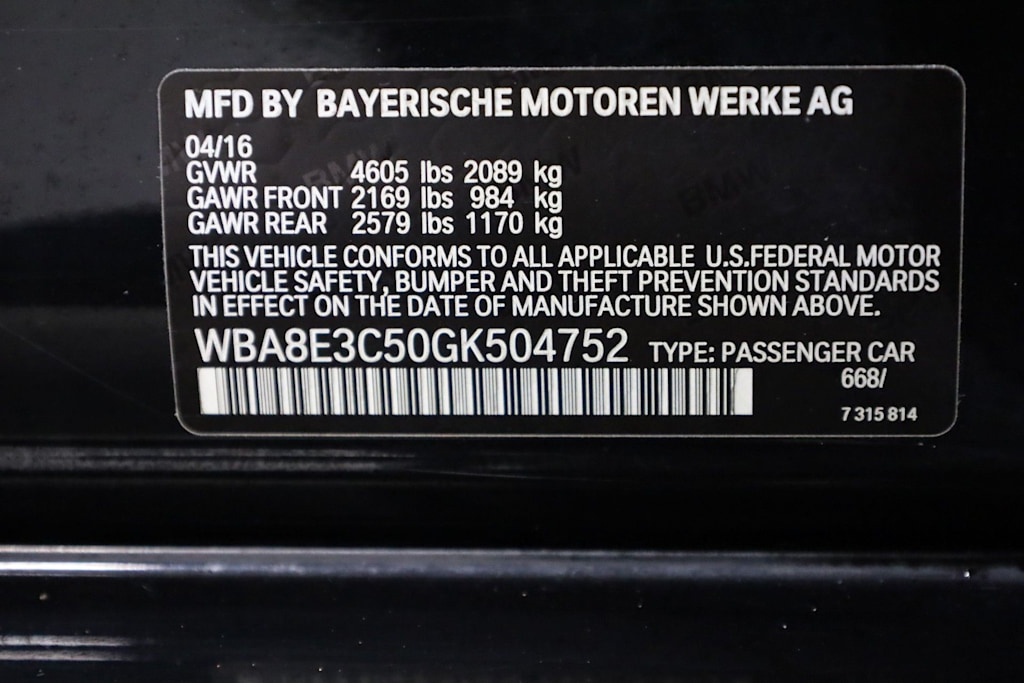 MFD BY BAYERISCHE MOTOREN WERKE AG
04/16
GVWR 4605 lbs 2089 kg
GAWR FRONT 2169 lbs 984 kg
GAWR REAR 2579 lbs 1170 kg
THIS VEHICLE CONFORMS TO ALL APPLICABLE U.S.FEDERAL MOTOR
VEHICLE SAFETY, BUMPER AND THEFT PREVENTION STANDARDS
IN EFFECT ON THE DATE OF MANUFACTURE SHOWN ABOVE.
WBA8E3C50GK504752 TYPE: PASSENGER CAR
668/
7 315 814